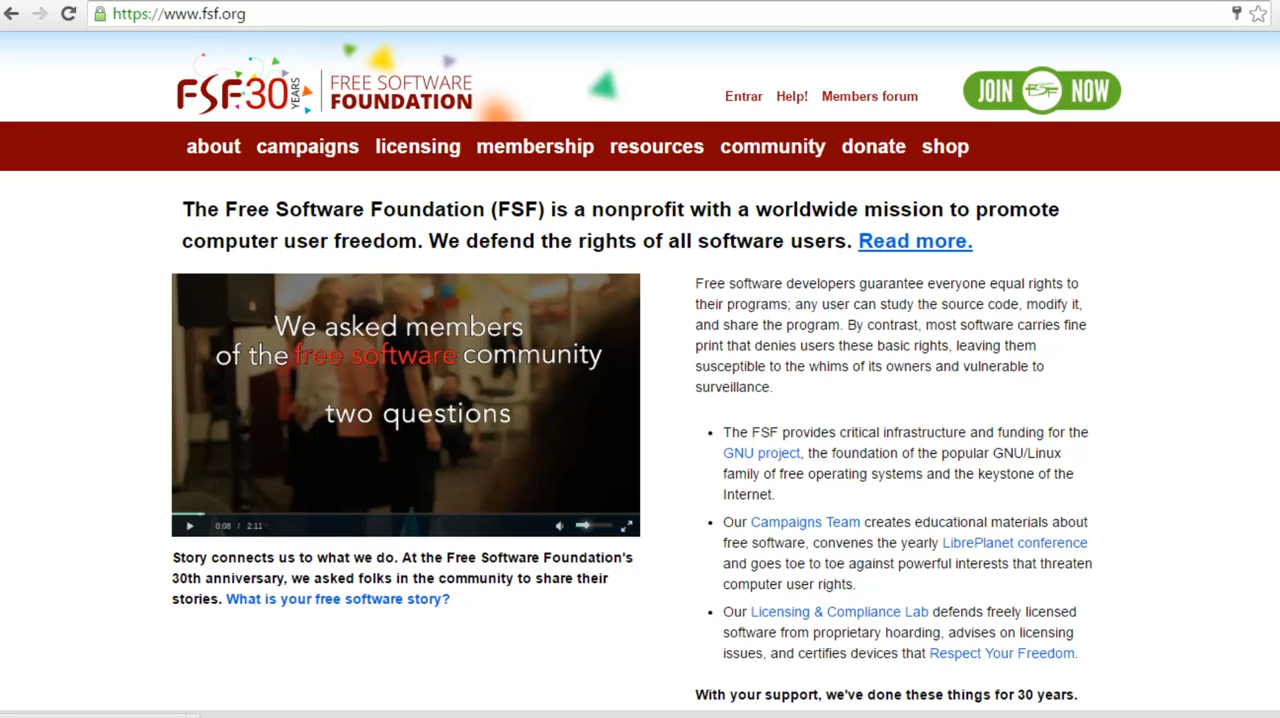 https://www.fsf.org
FSF 30 YEARS
FREE SOFTWARE
FOUNDATION
Entrar Help! Members forum
JOIN FSF NOW
about campaigns licensing membership resources community donate shop
The Free Software Foundation (FSF) is a nonprofit with a worldwide mission to promote
computer user freedom. We defend the rights of all software users. Read more.
We asked members
of the free software community
two questions
0:08 / 2:11
Story connects us to what we do. At the Free Software Foundation's
30th anniversary, we asked folks in the community to share their
stories. What is your free software story?
Free software developers guarantee everyone equal rights to
their programs; any user can study the source code, modify it,
and share the program. By contrast, most software carries fine
print that denies users these basic rights, leaving them
susceptible to the whims of its owners and vulnerable to
surveillance.
• The FSF provides critical infrastructure and funding for the
GNU project, the foundation of the popular GNU/Linux
family of free operating systems and the keystone of the
Internet.
• Our Campaigns Team creates educational materials about
free software, convenes the yearly LibrePlanet conference
and goes toe to toe against powerful interests that threaten
computer user rights.
• Our Licensing & Compliance Lab defends freely licensed
software from proprietary hoarding, advises on licensing
issues, and certifies devices that Respect Your Freedom.
With your support, we've done these things for 30 years.